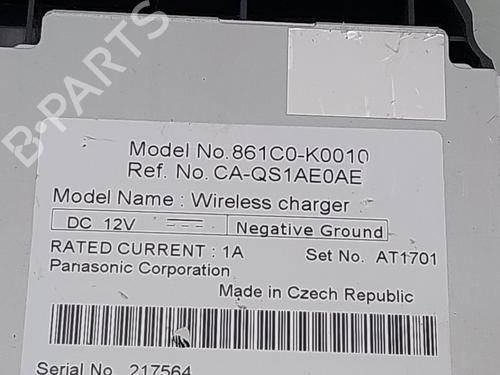 B-PARTS
Model No.861C0-K0010
Ref. No. CA-QS1AE0AE
Model Name : Wireless charger
DC 12V Negative Ground
RATED CURRENT : 1A Set No. AT1701
Panasonic Corporation
Made in Czech Republic
Serial No. 217564
B-PARTS